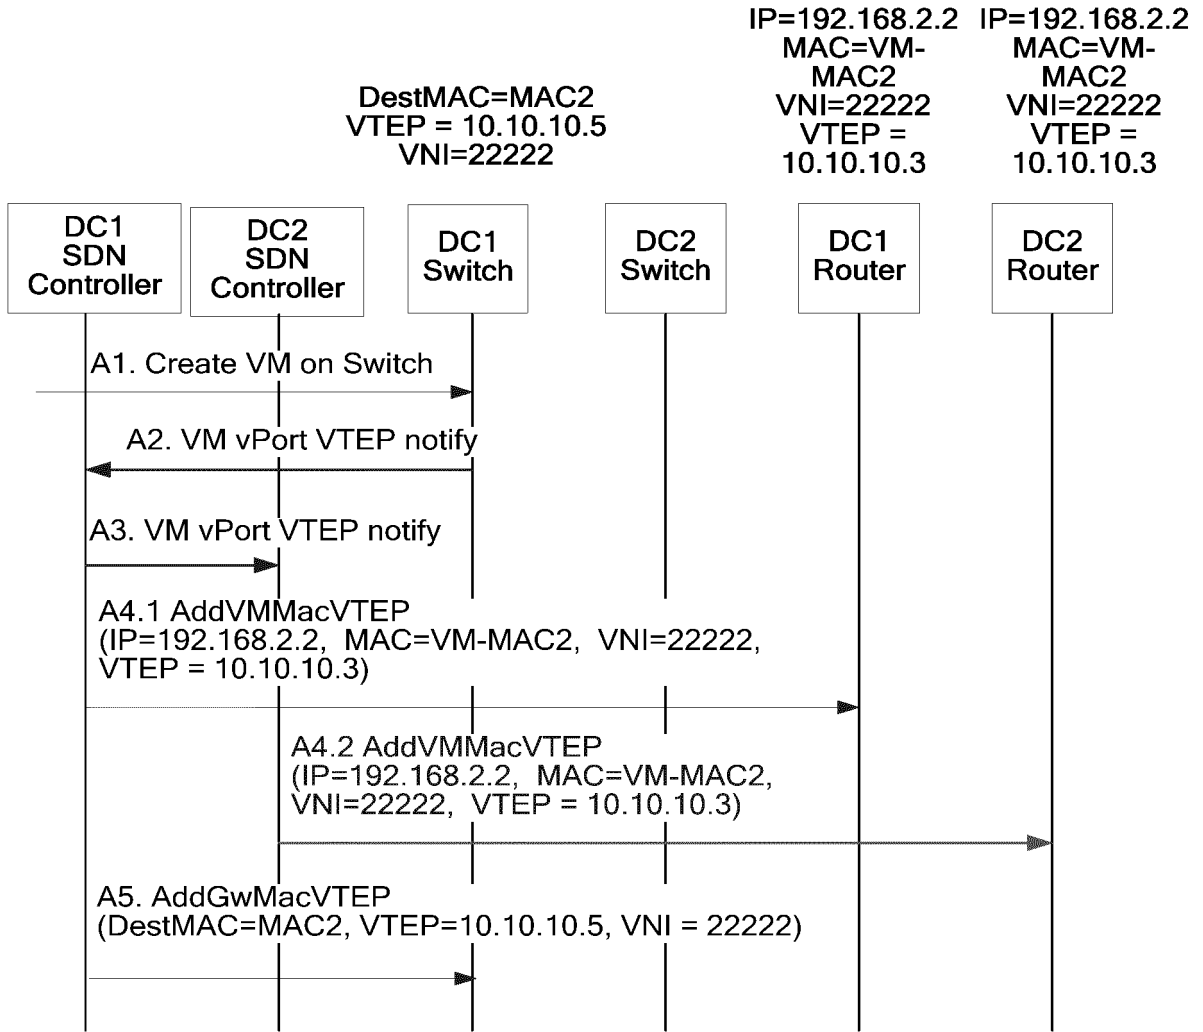 IP=192.168.2.2
MAC=VM-
MAC2
VNI=22222
VTEP =
10.10.10.3
IP=192.168.2.2
MAC=VM-
MAC2
VNI=22222
VTEP =
10.10.10.3
DestMAC=MAC2
VTEP = 10.10.10.5
VNI=22222
DC1
SDN
Controller
DC2
SDN
Controller
DC1
Switch
DC2
Switch
DC1
Router
DC2
Router
A1. Create VM on Switch
A2. VM vPort VTEP notify
A3. VM vPort VTEP notify
A4.1 AddVMMacVTEP
(IP=192.168.2.2, MAC=VM-MAC2, VNI=22222,
VTEP = 10.10.10.3)
A4.2 AddVMMacVTEP
(IP=192.168.2.2, MAC=VM-MAC2,
VNI=22222, VTEP = 10.10.10.3)
A5. AddGwMacVTEP
(DestMAC=MAC2, VTEP=10.10.10.5, VNI = 22222)